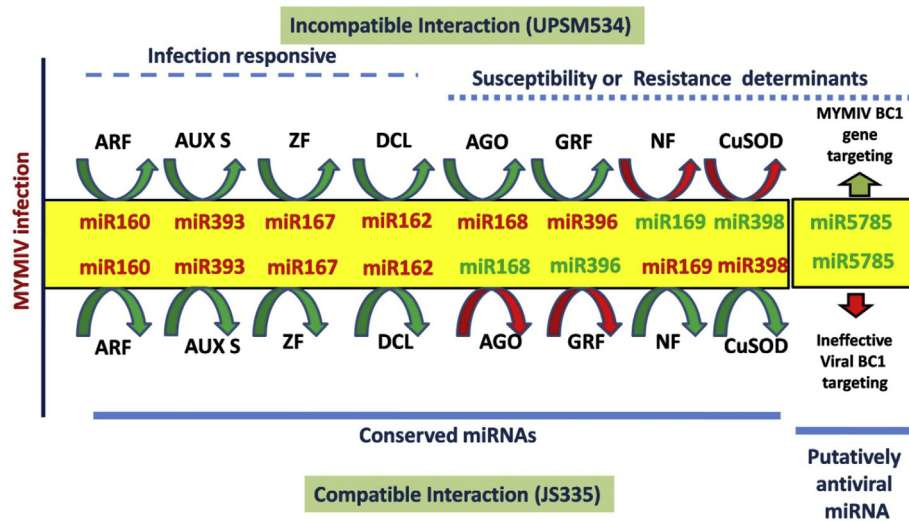 Incompatible Interaction (UPSM534)
Infection responsive
Susceptibility or Resistance determinants
MYMIV infection
ARF AUX S ZF DCL AGO GRF NF CuSOD
MYMIV BC1
gene
targeting
miR160 miR393 miR167 miR162 miR168 miR396 miR169 miR398 miR5785
miR160 miR393 miR167 miR162 miR168 miR396 miR169 miR398 miR5785
ARF AUX S ZF DCL AGO GRF NF CuSOD
Ineffective
Viral BC1
targeting
Conserved miRNAs
Putatively
antiviral
miRNA
Compatible Interaction (JS335)